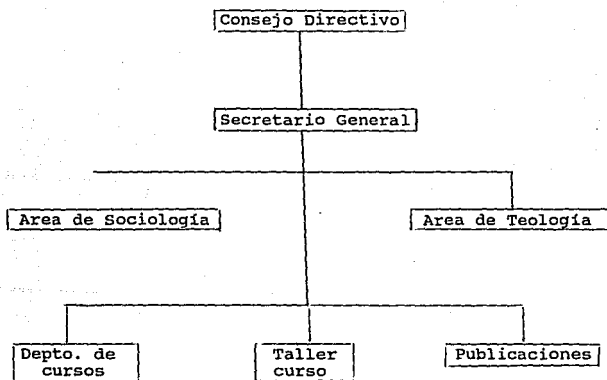 Consejo Directivo
Secretario General
Area de Sociología
Area de Teología
Depto. de
cursos
Taller
curso
Publicaciones